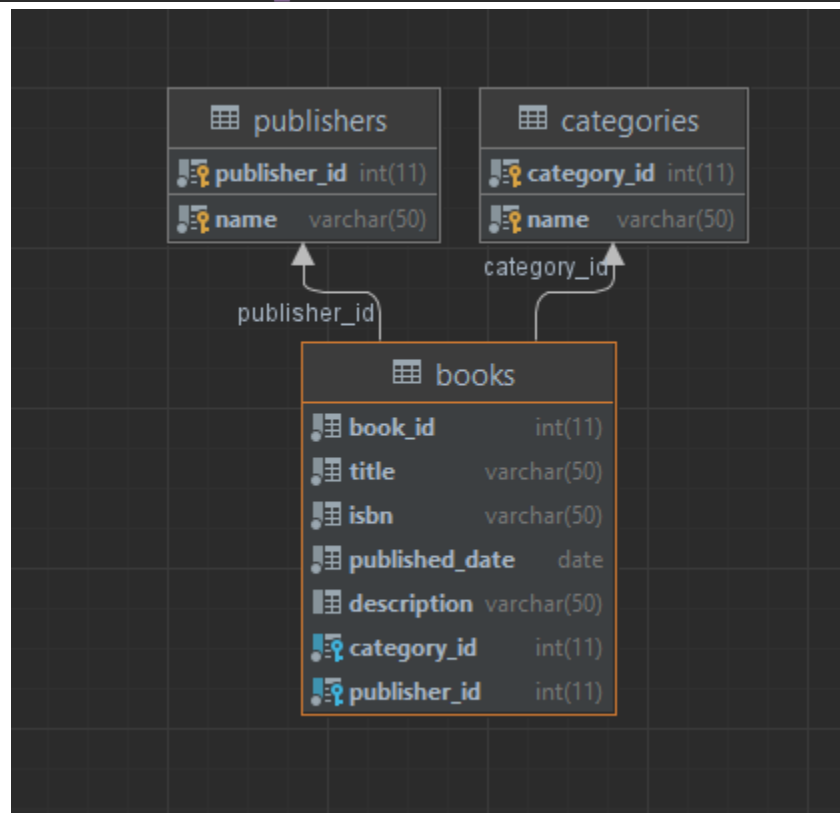 publishers
publisher_id int(11)
name varchar(50)
categories
category_id int(11)
name varchar(50)
category_id
publisher_id
books
book_id int(11)
title varchar(50)
isbn varchar(50)
published_date date
description varchar(50)
category_id int(11)
publisher_id int(11)